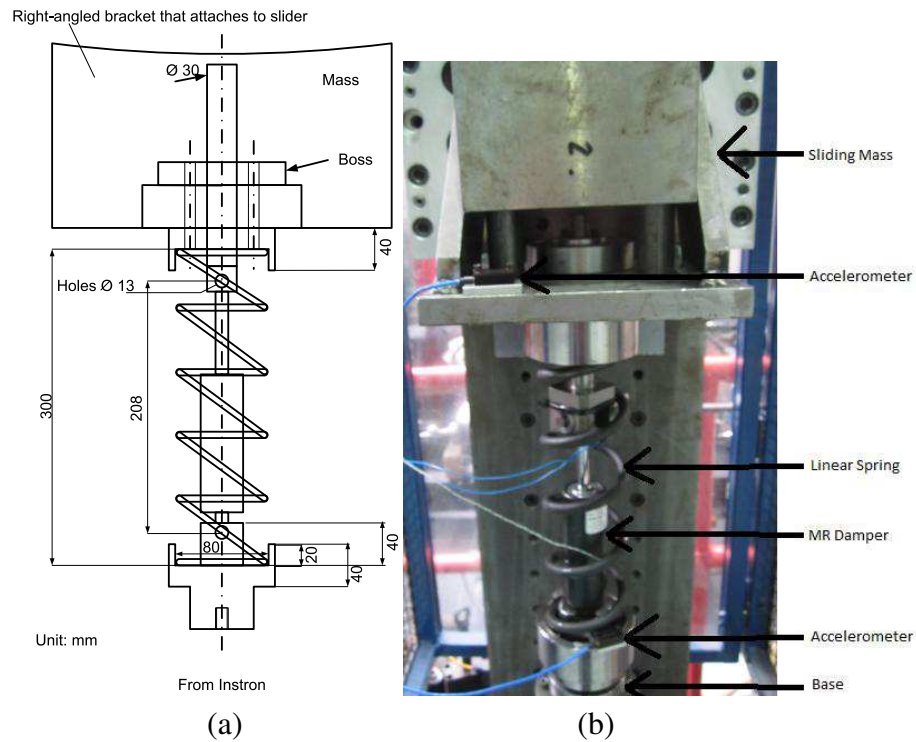 Right-angled bracket that attaches to slider
Ø 30
Mass
Boss
40
Holes Ø 13
300
208
80
20
40
40
Unit: mm
From Instron
(a)
2.
Sliding Mass
Accelerometer
Linear Spring
MR Damper
Accelerometer
Base
(b)